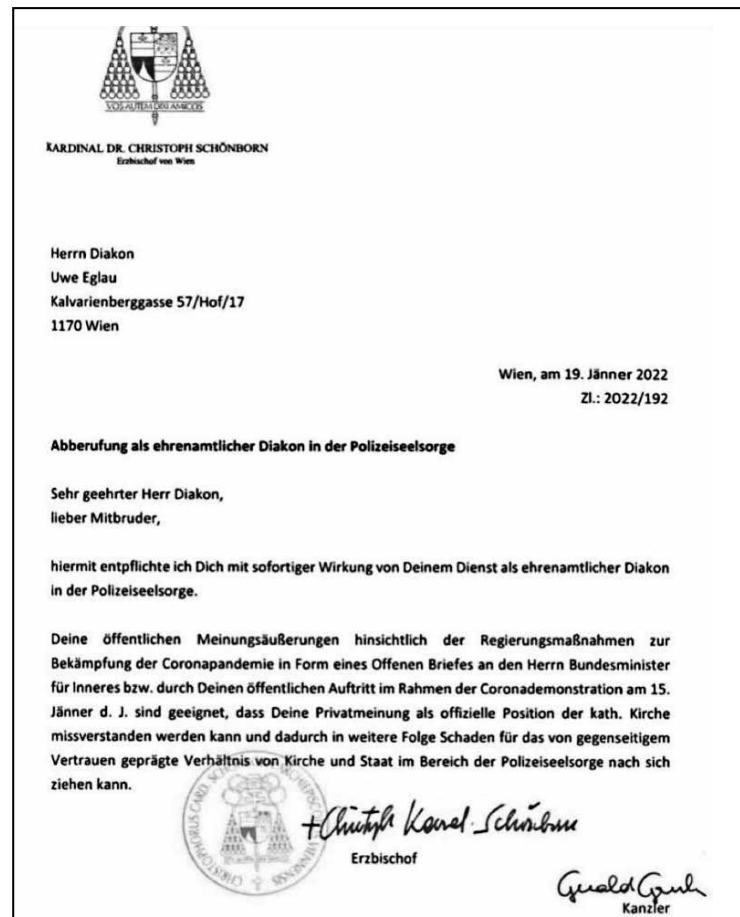 VOS AUTEM DIXI AMICOS
KARDINAL DR. CHRISTOPH SCHÖNBORN
Erzbischof von Wien
Herrn Diakon
Uwe Eglau
Kalvarienberggasse 57/Hof/17
1170 Wien
Wien, am 19. Jänner 2022
Zl.: 2022/192
Abberufung als ehrenamtlicher Diakon in der Polizeiseelsorge
Sehr geehrter Herr Diakon,
lieber Mitbruder,
hiermit entpflichte ich Dich mit sofortiger Wirkung von Deinem Dienst als ehrenamtlicher Diakon
in der Polizeiseelsorge.
Deine öffentlichen Meinungsäußerungen hinsichtlich der Regierungsmaßnahmen zur
Bekämpfung der Coronapandemie in Form eines Offenen Briefes an den Herrn Bundesminister
für Inneres bzw. durch Deinen öffentlichen Auftritt im Rahmen der Coronademonstration am 15.
Jänner d. J. sind geeignet, dass Deine Privatmeinung als offizielle Position der kath. Kirche
missverstanden werden kann und dadurch in weitere Folge Schaden für das von gegenseitigem
Vertrauen geprägte Verhältnis von Kirche und Staat im Bereich der Polizeiseelsorge nach sich
ziehen kann.
Erzbischof
Kanzler